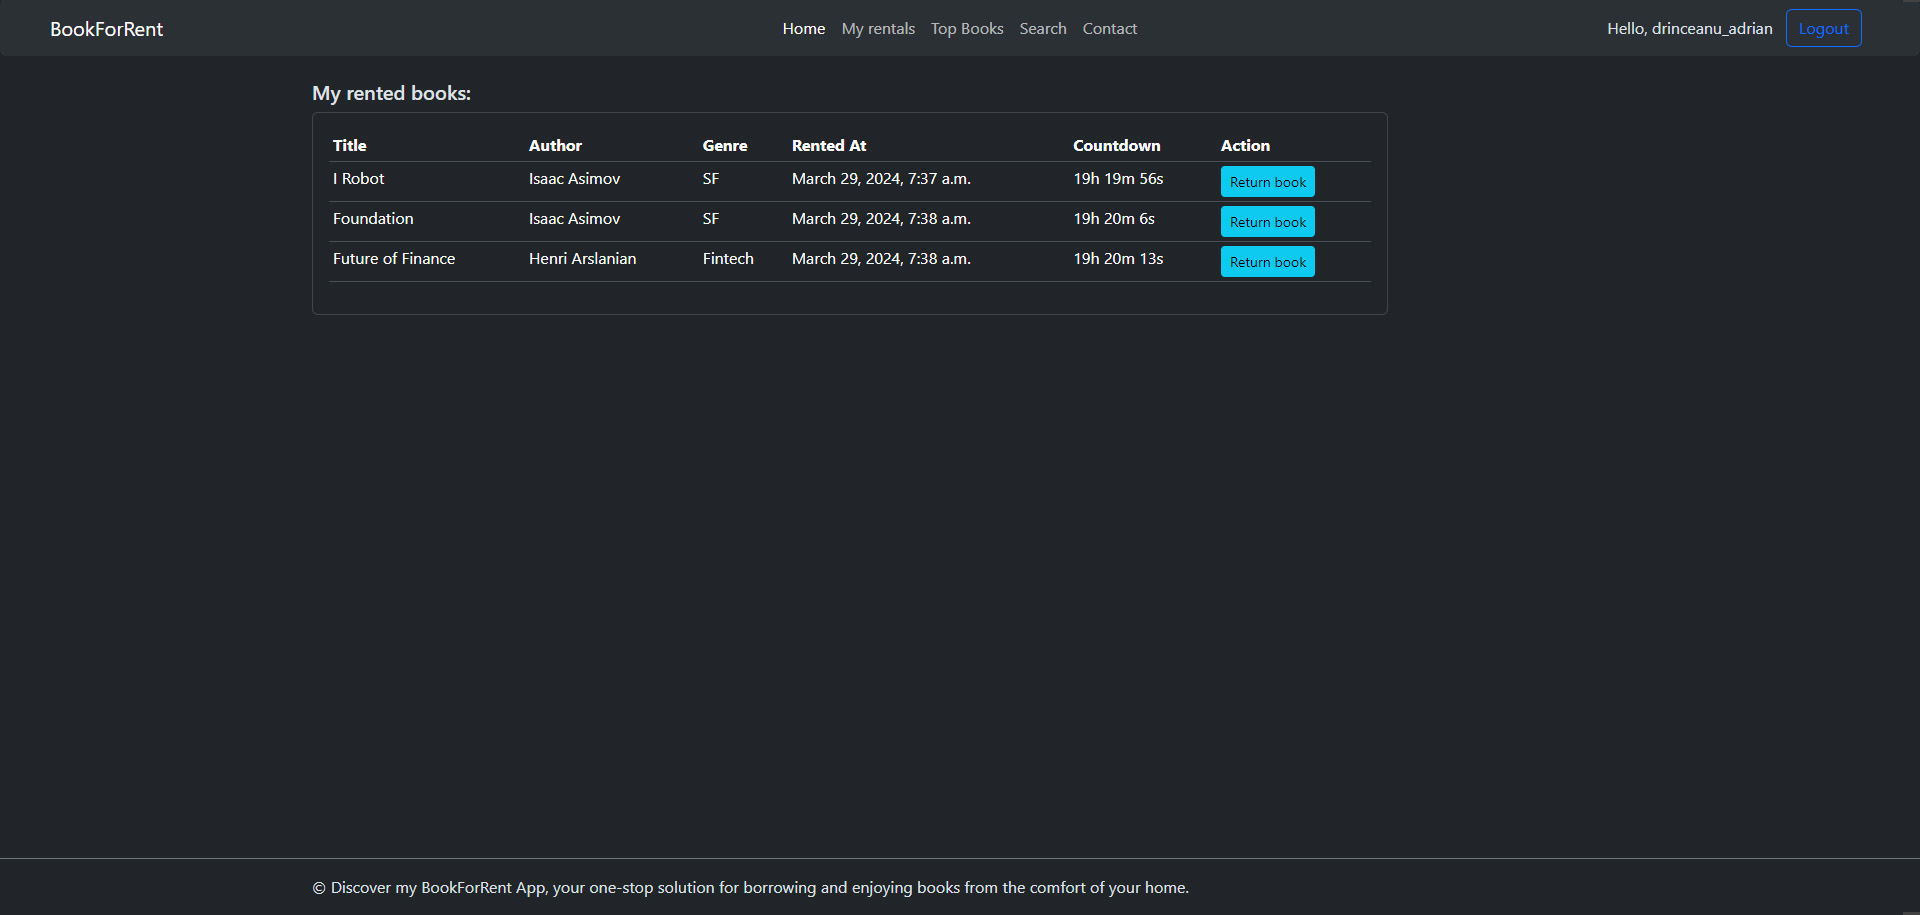 BookForRent Home My rentals Top Books Search Contact Hello, drinceanu_adrian Logout
My rented books:
Title Author Genre Rented At Countdown Action
I Robot Isaac Asimov SF March 29, 2024, 7:37 a.m. 19h 19m 56s Return book
Foundation Isaac Asimov SF March 29, 2024, 7:38 a.m. 19h 20m 6s Return book
Future of Finance Henri Arslanian Fintech March 29, 2024, 7:38 a.m. 19h 20m 13s Return book
© Discover my BookForRent App, your one-stop solution for borrowing and enjoying books from the comfort of your home.